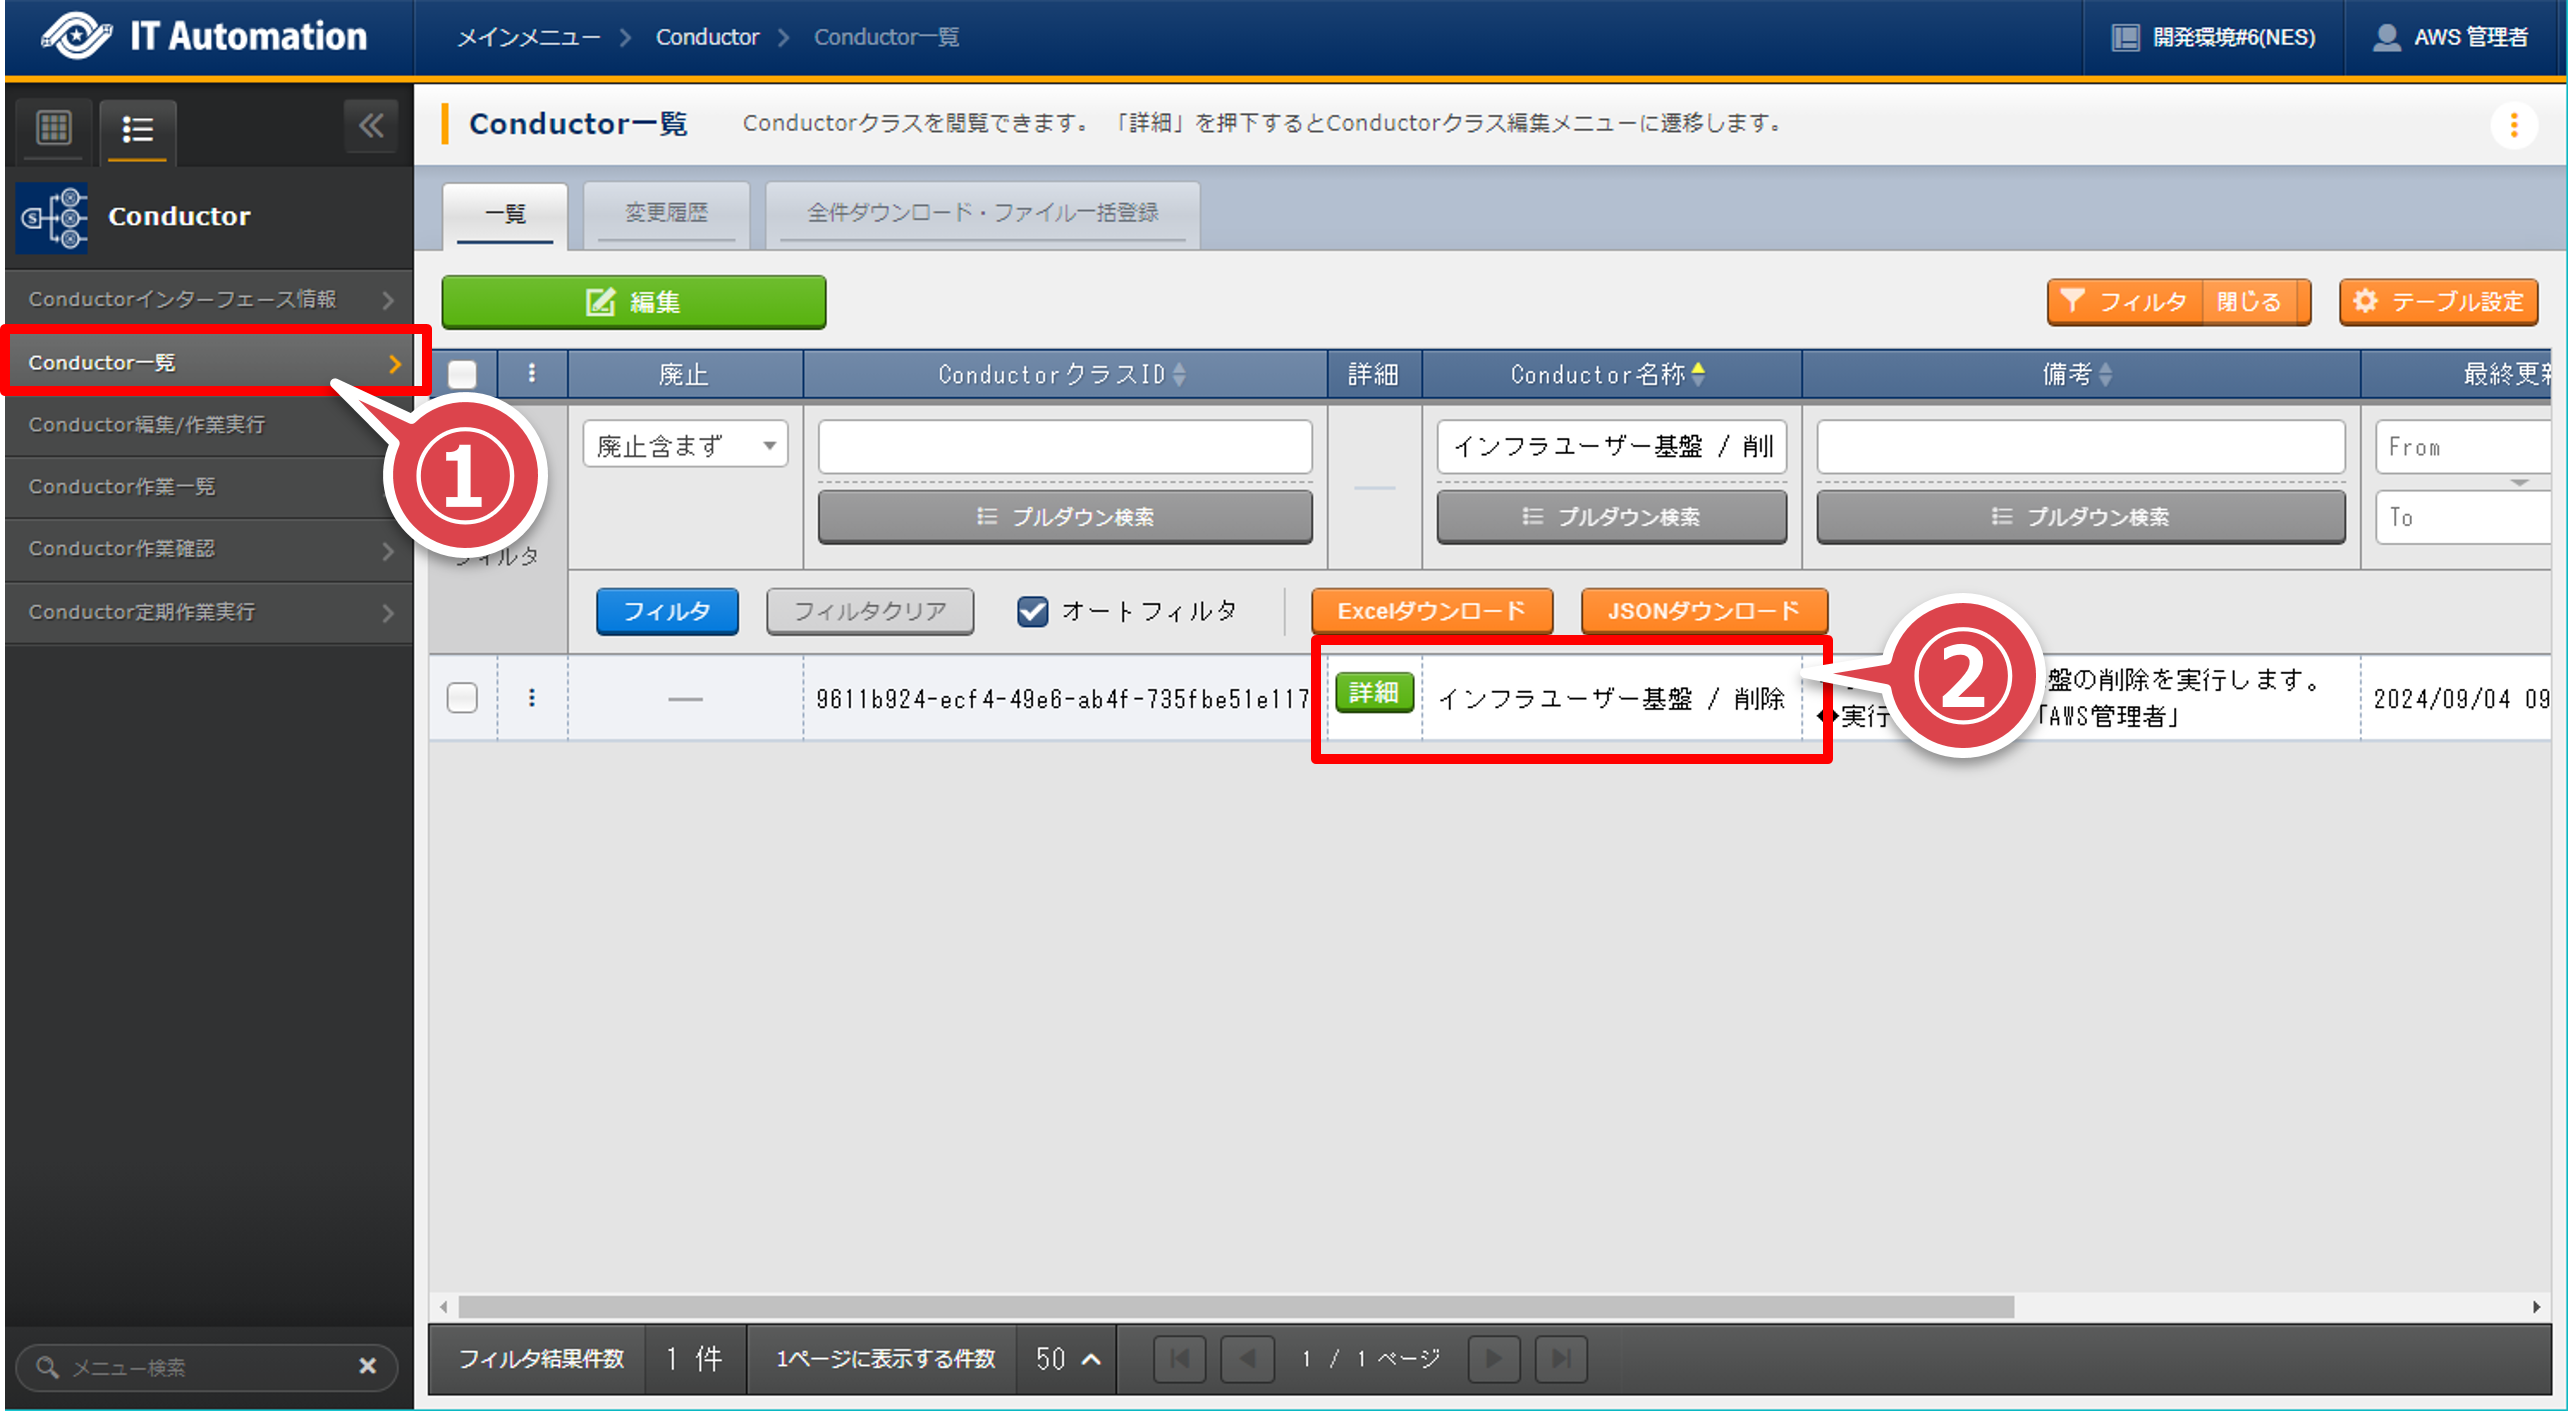 IT Automation
メインメニュー > Conductor > Conductor一覧
開発環境#6(NES)
AWS 管理者
Conductor一覧
Conductorクラスを閲覧できます。 「詳細」を押下するとConductorクラス編集メニューに遷移します。
Conductor
Conductorインターフェース情報
Conductor一覧
Conductor編集/作業実行
Conductor作業一覧
Conductor作業確認
Conductor定期作業実行
メニュー検索
①
一覧
変更履歴
全件ダウンロード・ファイル一括登録
編集
フィルタ 閉じる
テーブル設定
廃止
ConductorクラスID
詳細
Conductor名称
備考
最終更新
フィルタ
廃止含まず
プルダウン検索
インフラユーザー基盤 / 削
プルダウン検索
プルダウン検索
From
To
フィルタ
フィルタクリア
オートフィルタ
Excelダウンロード
JSONダウンロード
9611b924-ecf4-49e6-ab4f-735fbe51e117
詳細
インフラユーザー基盤 / 削除
②
盤の削除を実行します。
◆実行 「AWS管理者」
2024/09/04 09
フィルタ結果件数 1 件
1ページに表示する件数 50
1 / 1 ページ